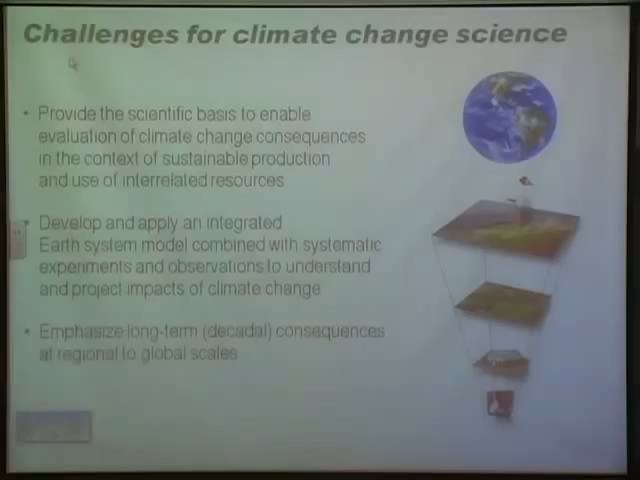 Challenges for climate change science
• Provide the scientific basis to enable
evaluation of climate change consequences
in the context of sustainable production
and use of interrelated resources
• Develop and apply an integrated
Earth system model combined with systematic
experiments and observations to understand
and project impacts of climate change
• Emphasize long-term (decadal) consequences
at regional to global scales